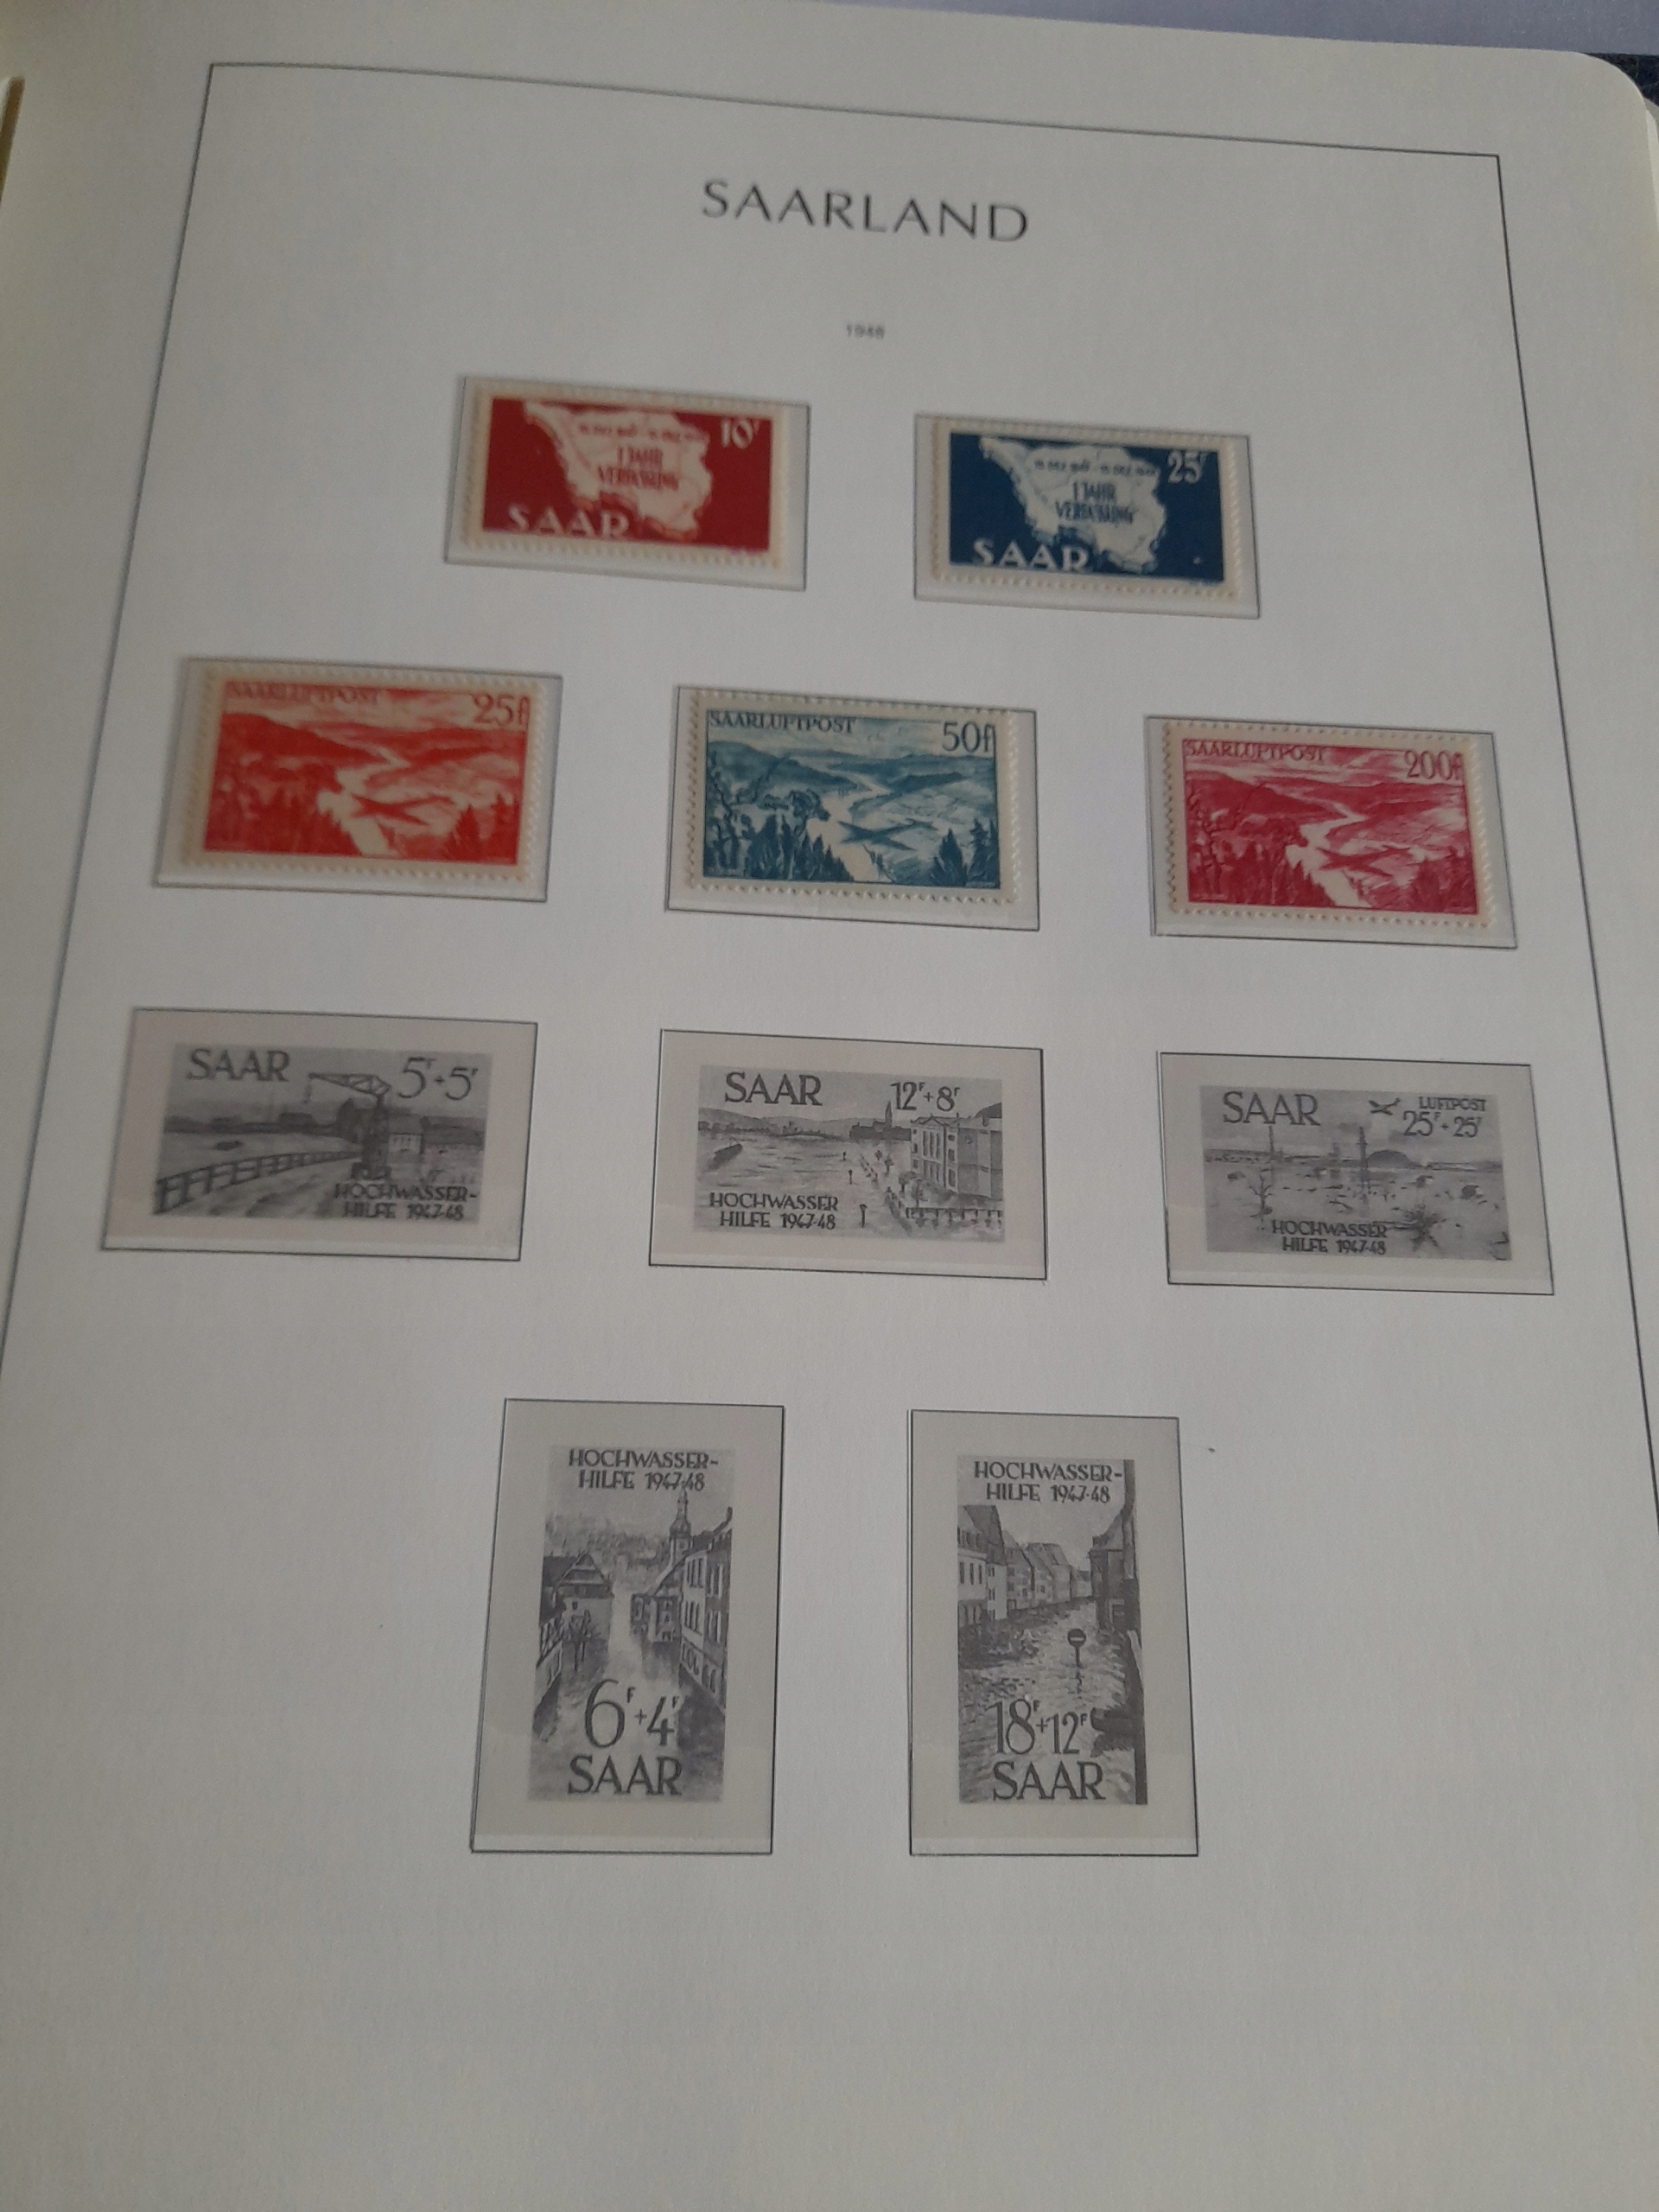 SAARLAND
1948
10F
1 JAHR
VERFASSUNG
SAAR
25F
1 JAHR
VERFASSUNG
SAAR
SAARLUFTPOST 25f
SAARLUFTPOST 50f
SAARLUFTPOST 200f
SAAR 5F+5F
HOCHWASSER-
HILFE 1947-48
SAAR 12F+8F
HOCHWASSER
HILFE 1947-48
SAAR LUFTPOST
25F+25F
HOCHWASSER
HILFE 1947-48
HOCHWASSER-
HILFE 1947-48
6F+4F
SAAR
HOCHWASSER-
HILFE 1947-48
18F+12F
SAAR